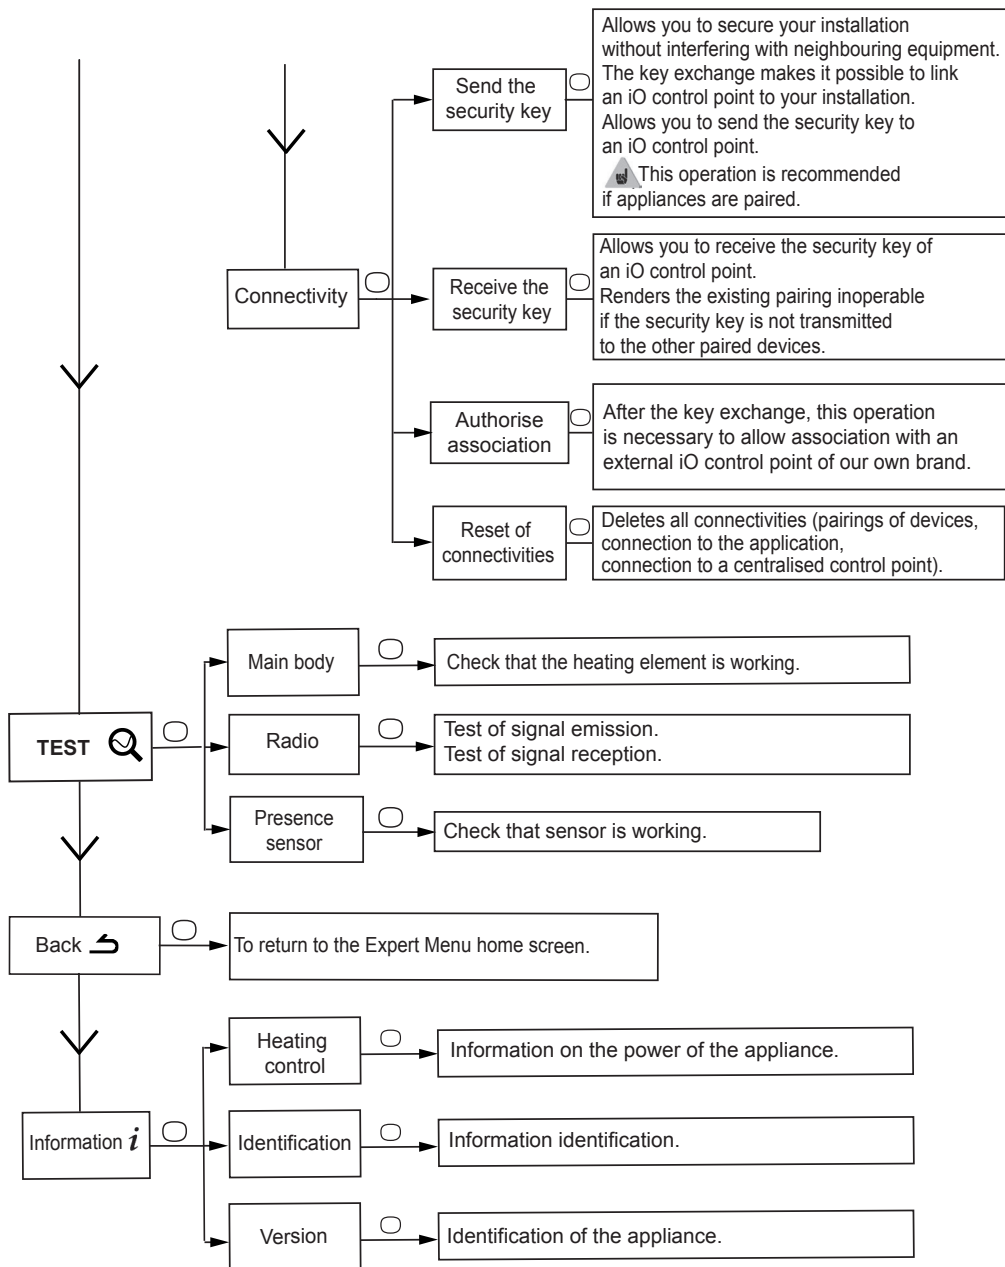 Send the
security key
Allows you to secure your installation
without interfering with neighbouring equipment.
The key exchange makes it possible to link
an iO control point to your installation.
Allows you to send the security key to
an iO control point.
This operation is recommended
if appliances are paired.
Connectivity
Receive the
security key
Allows you to receive the security key of
an iO control point.
Renders the existing pairing inoperable
if the security key is not transmitted
to the other paired devices.
Authorise
association
After the key exchange, this operation
is necessary to allow association with an
external iO control point of our own brand.
Reset of
connectivities
Deletes all connectivities (pairings of devices,
connection to the application,
connection to a centralised control point).
TEST
Main body
Check that the heating element is working.
Radio
Test of signal emission.
Test of signal reception.
Presence
sensor
Check that sensor is working.
Back
To return to the Expert Menu home screen.
Information i
Heating
control
Information on the power of the appliance.
Identification
Information identification.
Version
Identification of the appliance.